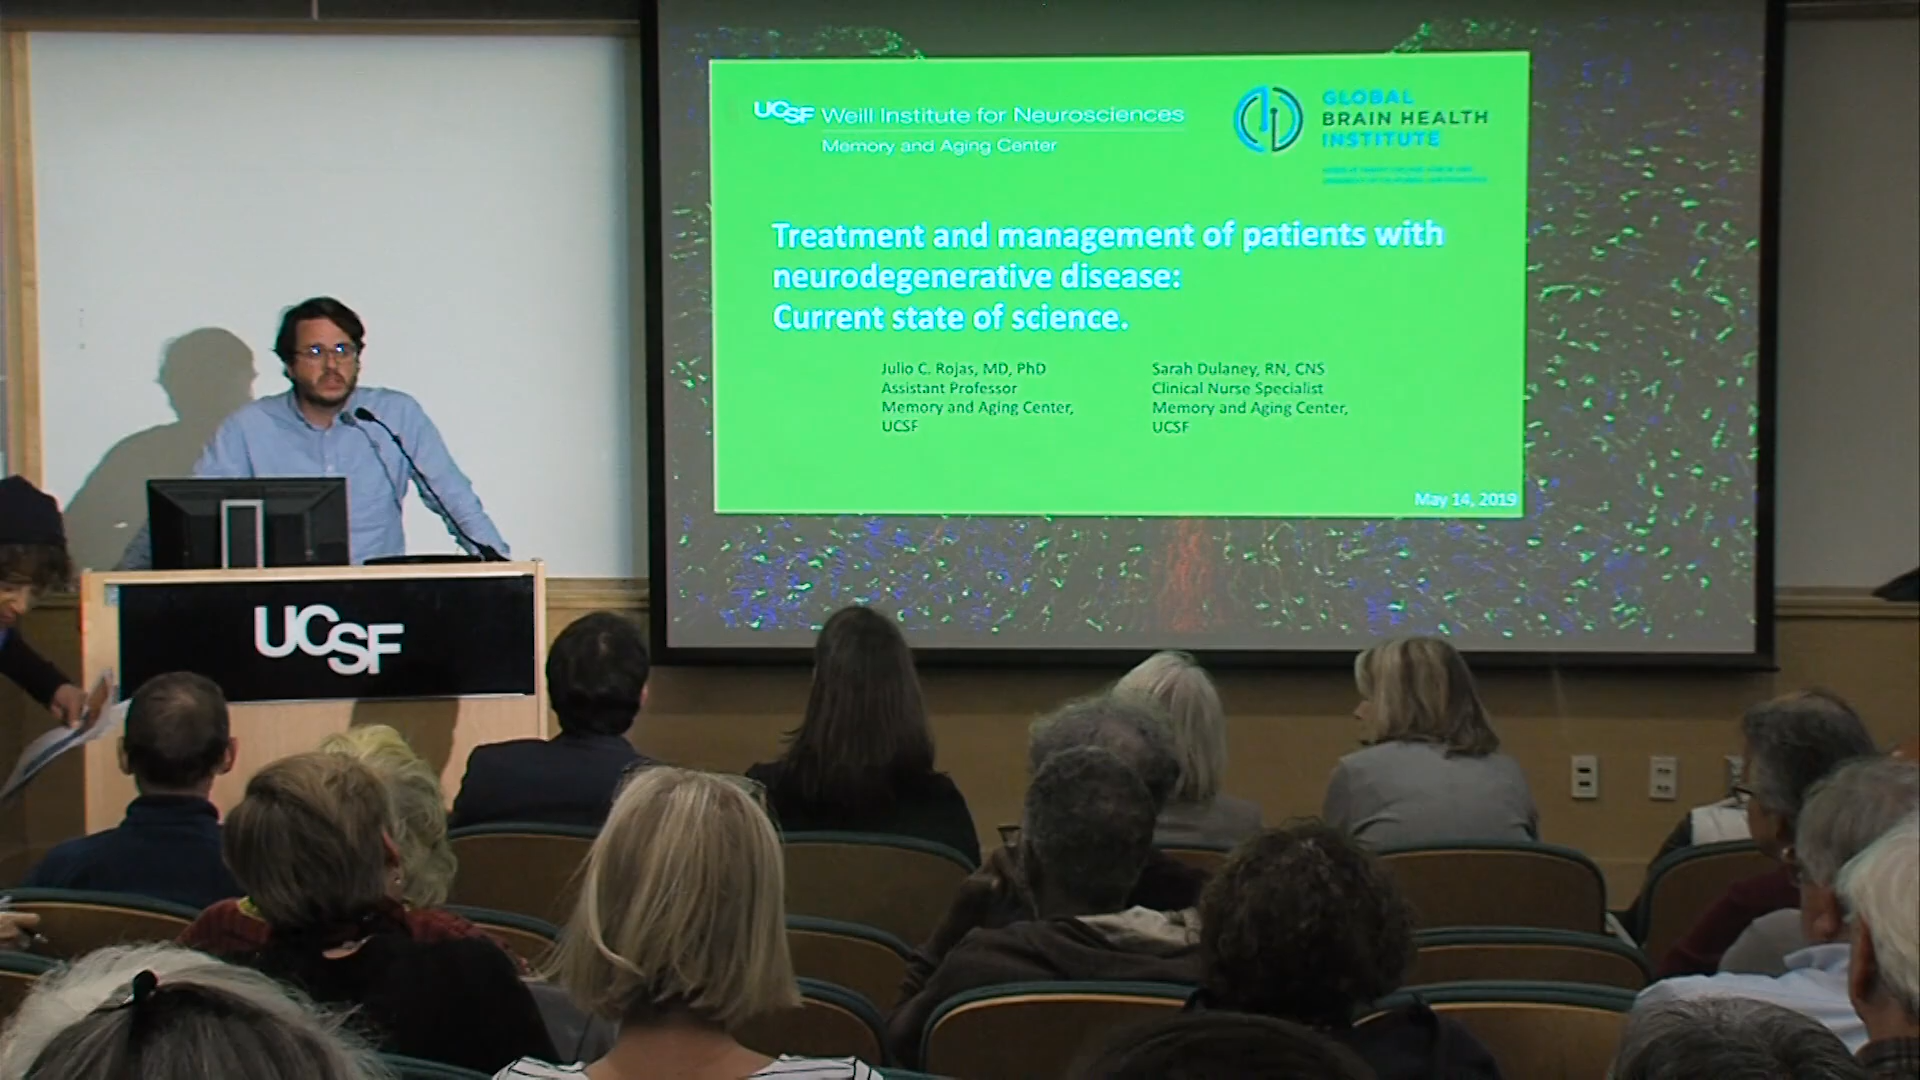 UCSF Weill Institute for Neurosciences
Memory and Aging Center
GLOBAL
BRAIN HEALTH
INSTITUTE
Treatment and management of patients with
neurodegenerative disease:
Current state of science.
Julio C. Rojas, MD, PhD
Assistant Professor
Memory and Aging Center,
UCSF
Sarah Dulaney, RN, CNS
Clinical Nurse Specialist
Memory and Aging Center,
UCSF
May 14, 2019
UCSF